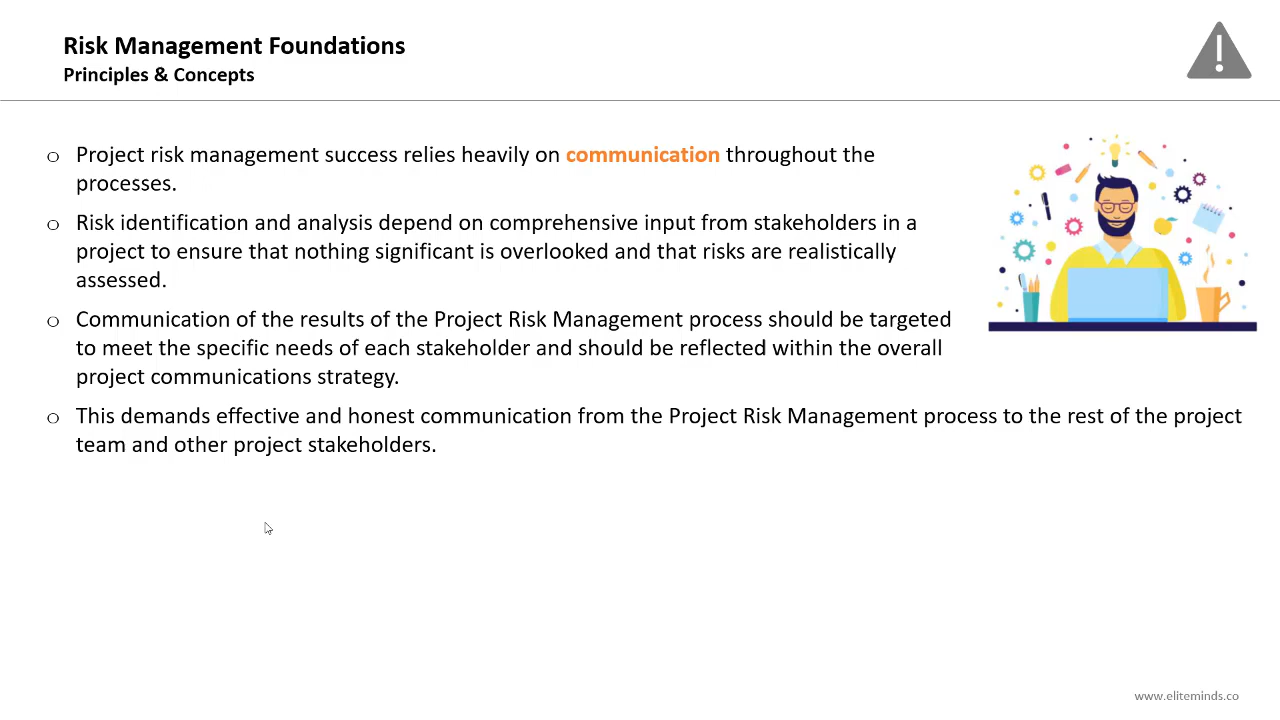 Risk Management Foundations
Principles & Concepts
Project risk management success relies heavily on communication throughout the
processes.
Risk identification and analysis depend on comprehensive input from stakeholders in a
project to ensure that nothing significant is overlooked and that risks are realistically
assessed.
Communication of the results of the Project Risk Management process should be targeted
to meet the specific needs of each stakeholder and should be reflected within the overall
project communications strategy.
This demands effective and honest communication from the Project Risk Management process to the rest of the project
team and other project stakeholders.
www.eliteminds.co